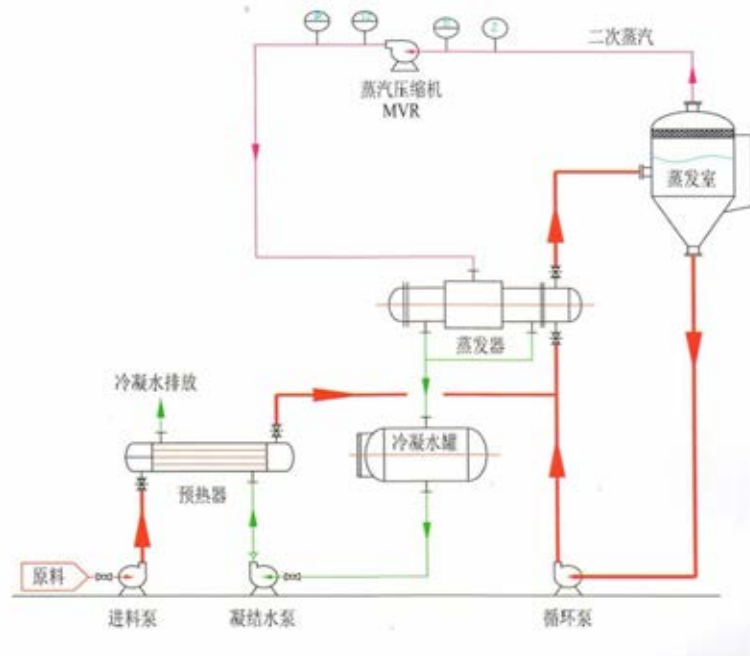 二次蒸汽
蒸汽压缩机
MVR
蒸发室
蒸发器
冷凝水排放
冷凝水罐
预热器
原料
进料泵
凝结水泵
循环泵